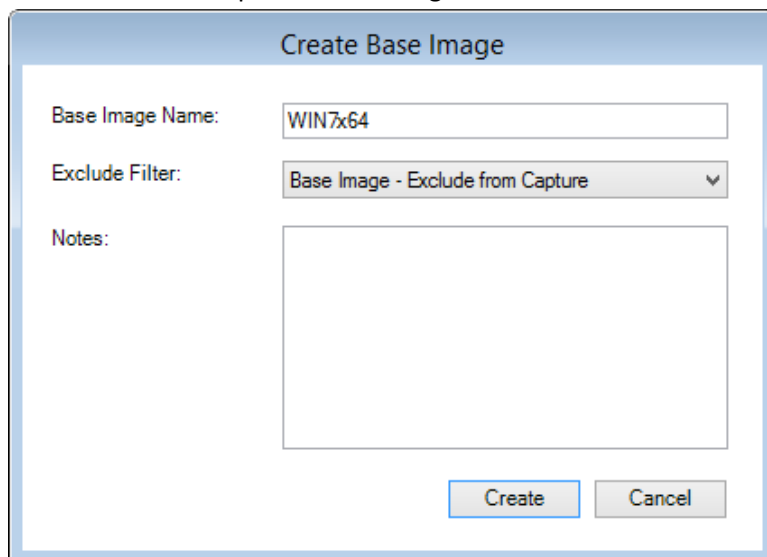 Create Base Image
Base Image Name: WIN7x64
Exclude Filter: Base Image - Exclude from Capture
Notes:
Create Cancel